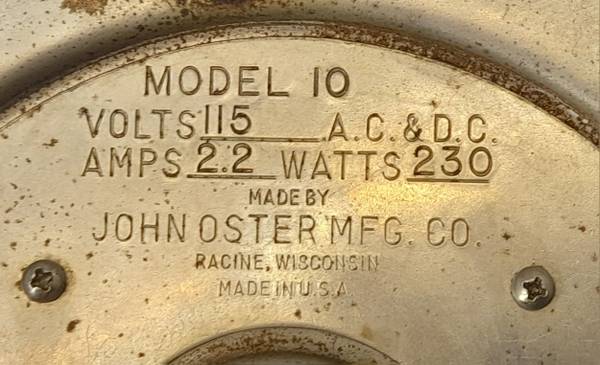 MODEL 10
VOLTS 115 A.C. & D.C.
AMPS 2.2 WATTS 230
MADE BY
JOHN OSTER MFG. CO.
RACINE, WISCONSIN
MADE IN U.S.A.